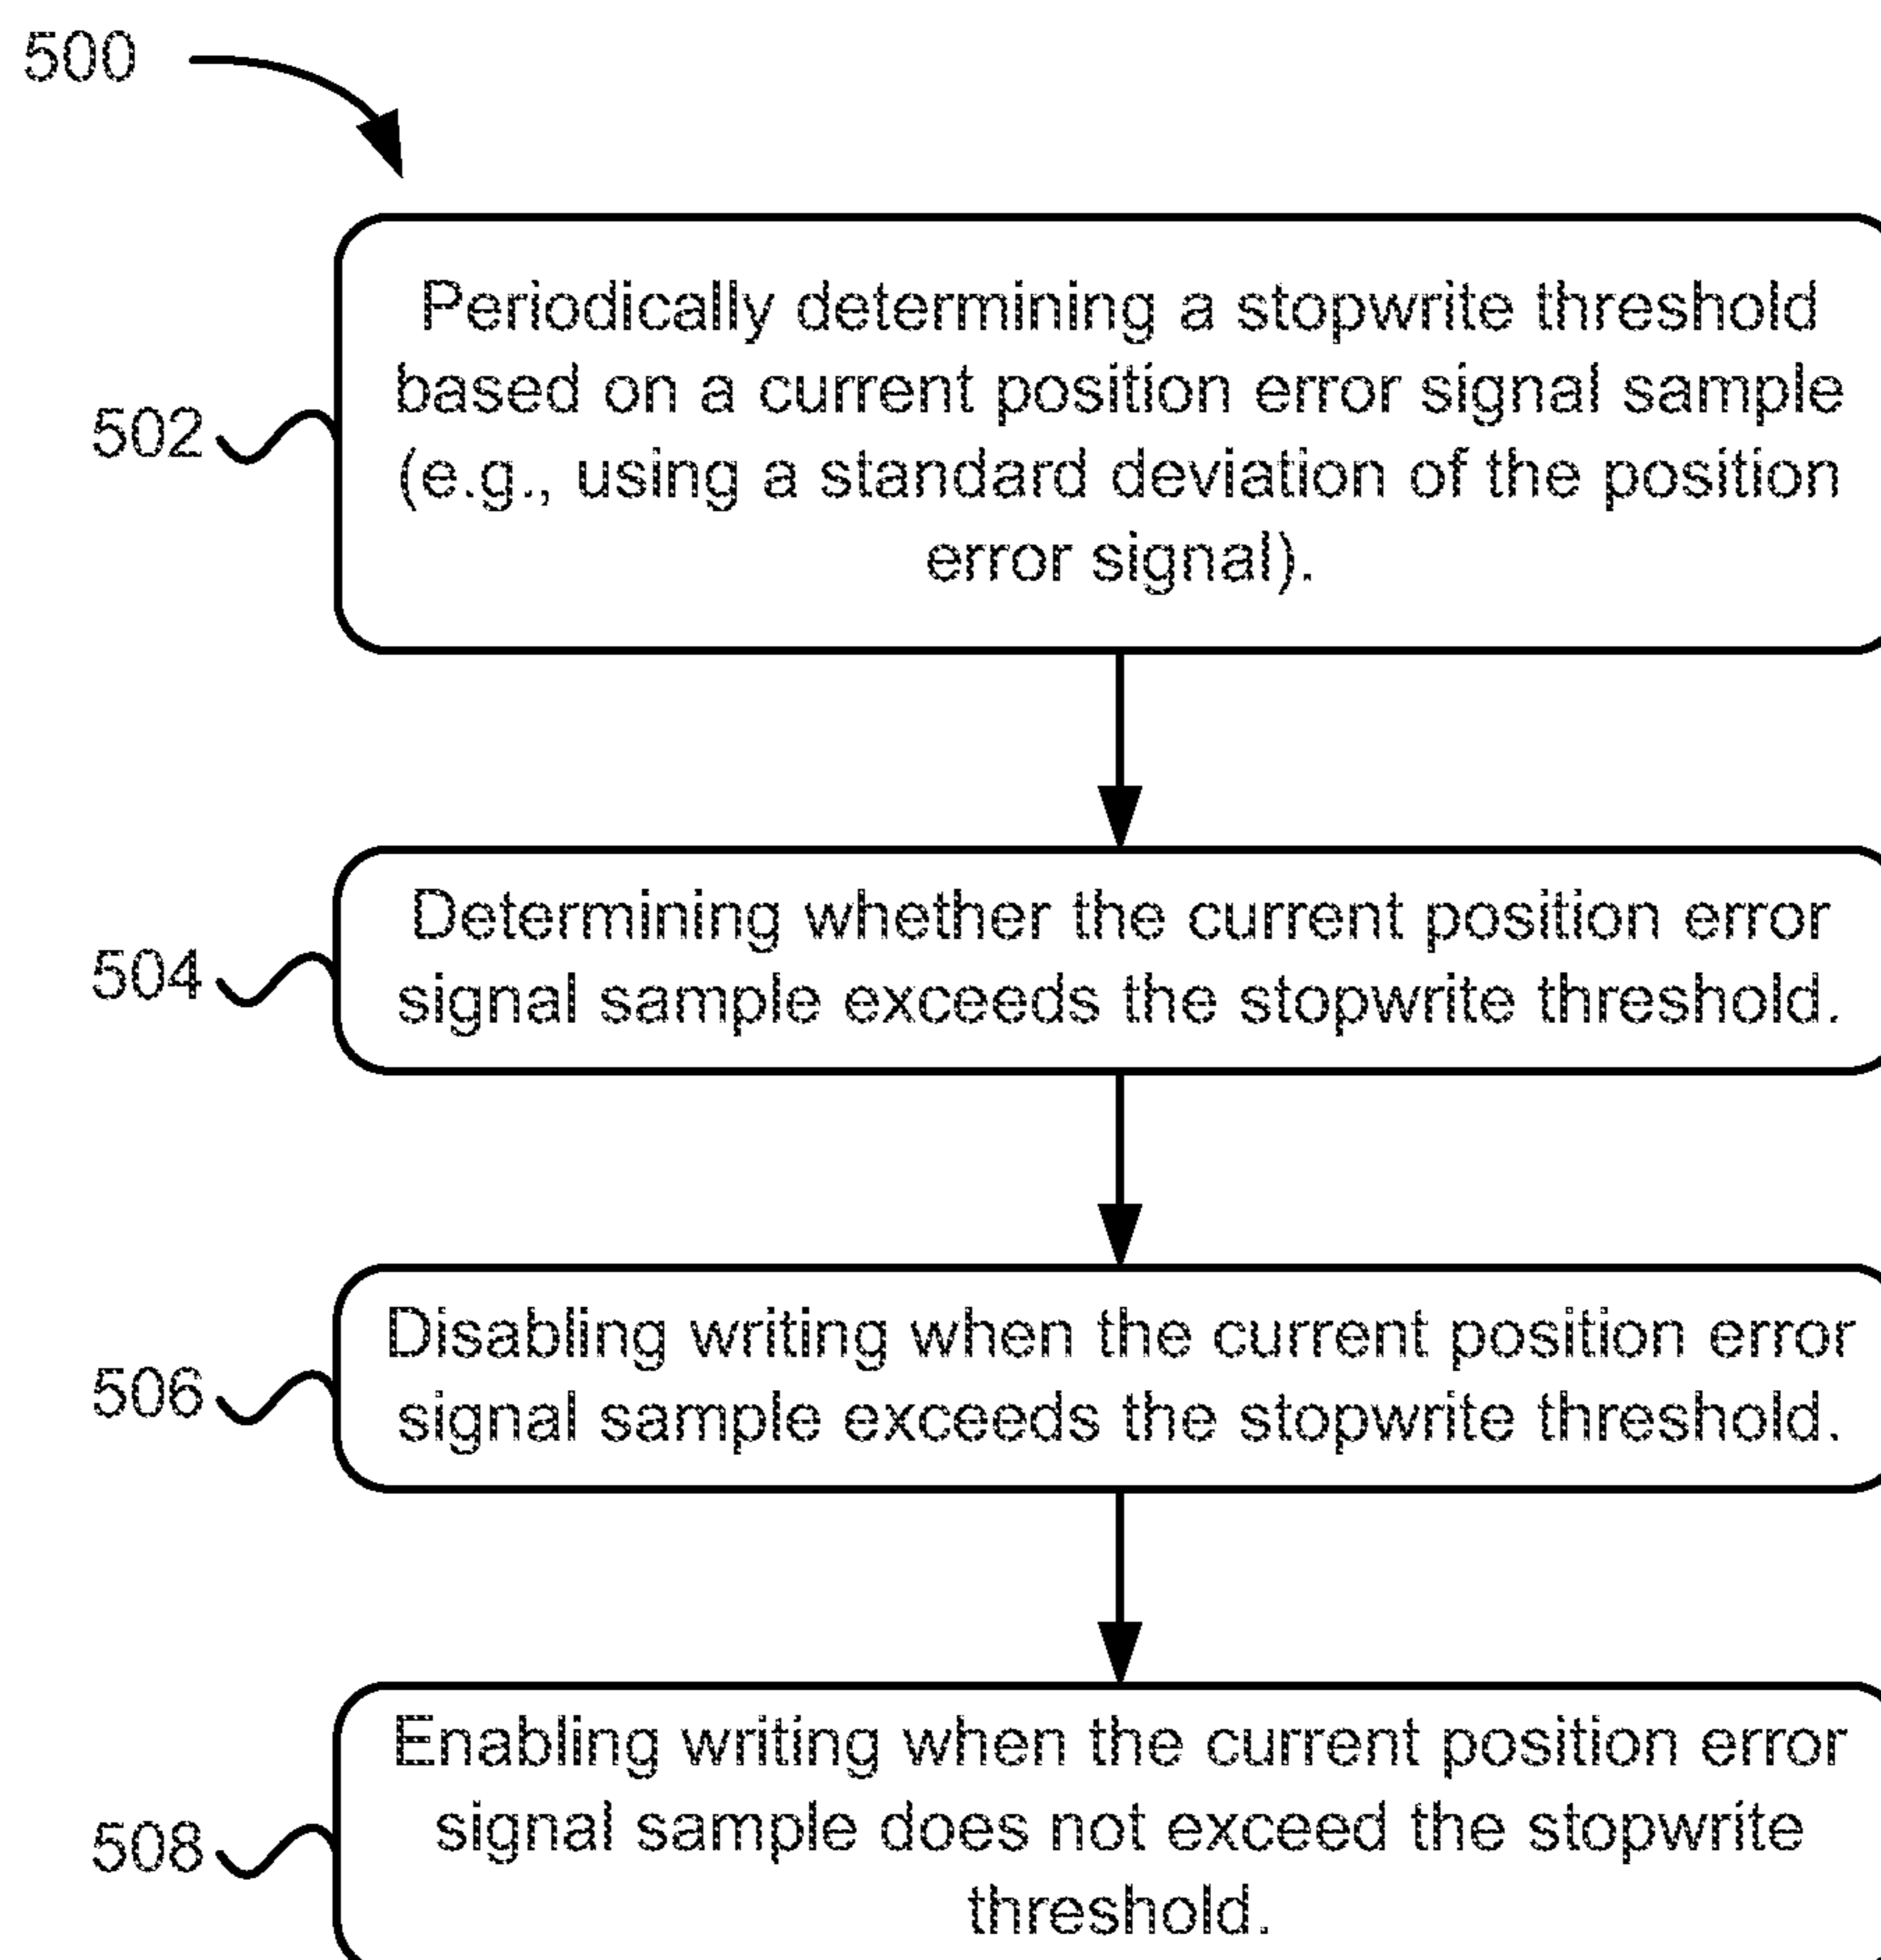 500
Periodically determining a stopwrite threshold
based on a current position error signal sample
(e.g., using a standard deviation of the position
error signal).
502
Determining whether the current position error
signal sample exceeds the stopwrite threshold.
504
Disabling writing when the current position error
signal sample exceeds the stopwrite threshold.
506
Enabling writing when the current position error
signal sample does not exceed the stopwrite
threshold.
508